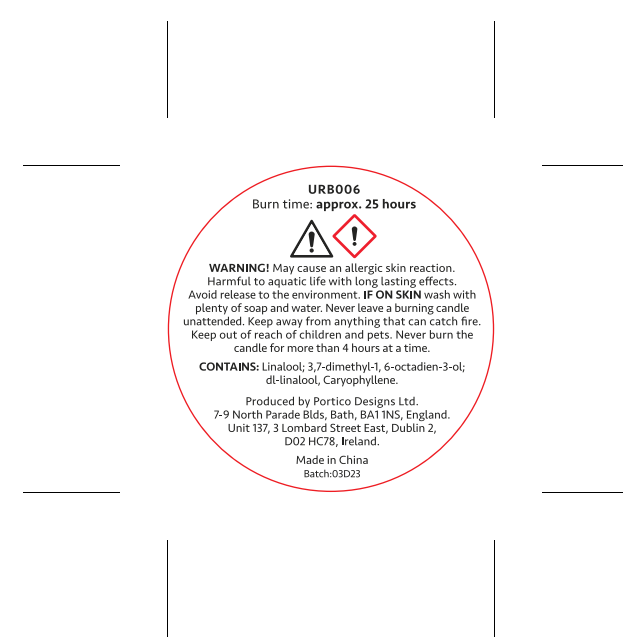 URB006
Burn time: approx. 25 hours
WARNING! May cause an allergic skin reaction.
Harmful to aquatic life with long lasting effects.
Avoid release to the environment. IF ON SKIN wash with
plenty of soap and water. Never leave a burning candle
unattended. Keep away from anything that can catch fire.
Keep out of reach of children and pets. Never burn the
candle for more than 4 hours at a time.
CONTAINS: Linalool; 3,7-dimethyl-1, 6-octadien-3-ol;
dl-linalool, Caryophyllene.
Produced by Portico Designs Ltd.
7-9 North Parade Blds, Bath, BA1 1NS, England.
Unit 137, 3 Lombard Street East, Dublin 2,
D02 HC78, Ireland.
Made in China
Batch:03D23